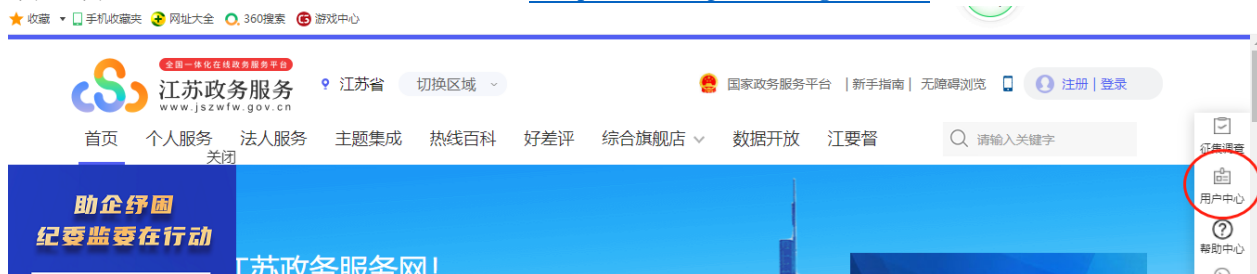 收藏 手机收藏夹 网址大全 360搜索 游戏中心
全国一体化在线政务服务平台
江苏政务服务
www.jszwfw.gov.cn
江苏省 切换区域
国家政务服务平台 | 新手指南 | 无障碍浏览 注册 | 登录
首页 个人服务 法人服务 主题集成 热线百科 好差评 综合旗舰店 数据开放 江要督 请输入关键字
关闭
征集调查
用户中心
帮助中心
助企纾困
纪委监委在行动
江苏政务服务网!